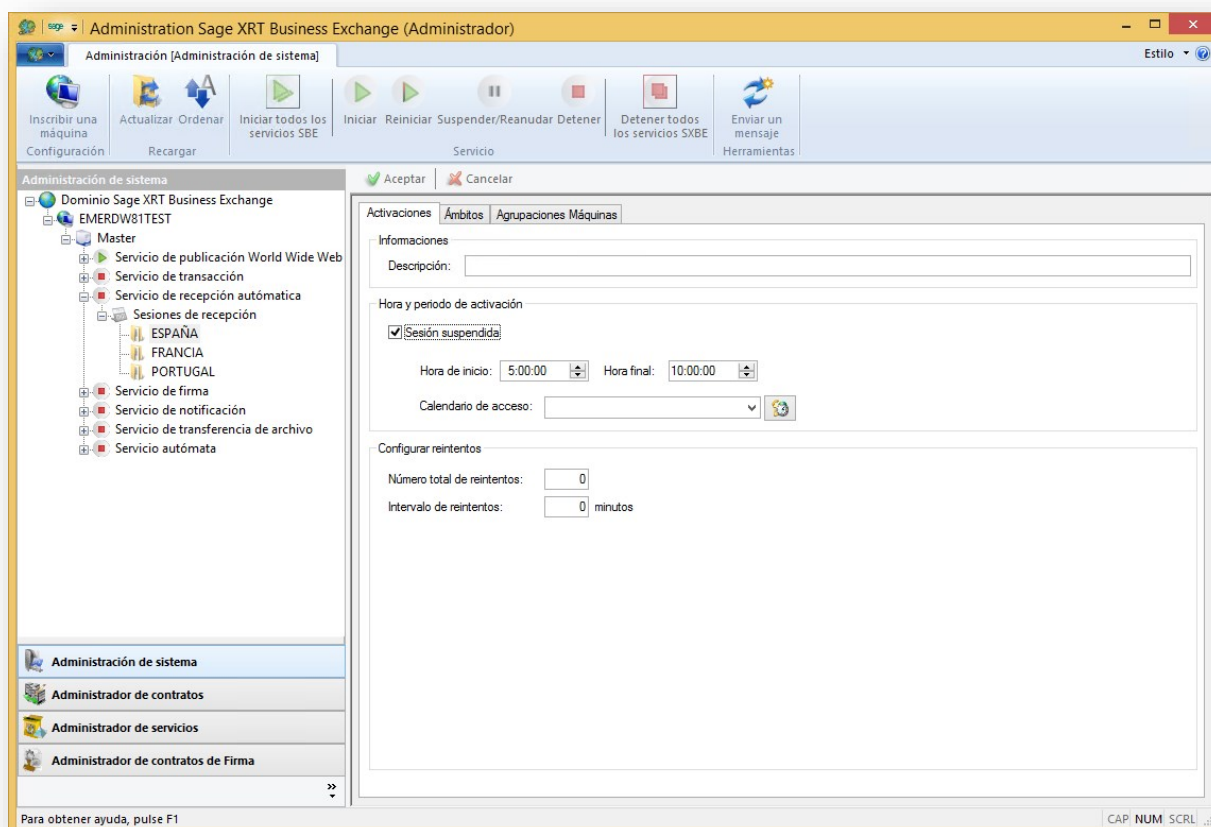 sage Administration Sage XRT Business Exchange (Administrador)
Administración [Administración de sistema] Estilo
Inscribir una máquina
Actualizar Ordenar
Iniciar todos los servicios SBE
Iniciar Reiniciar Suspender/Reanudar Detener
Detener todos los servicios SXBE
Enviar un mensaje
Configuración Recargar Servicio Herramientas
Administración de sistema
Dominio Sage XRT Business Exchange
EMERDW81TEST
Master
Servicio de publicación World Wide Web
Servicio de transacción
Servicio de recepción autómatica
Sesiones de recepción
ESPAÑA
FRANCIA
PORTUGAL
Servicio de firma
Servicio de notificación
Servicio de transferencia de archivo
Servicio autómata
Administración de sistema
Administrador de contratos
Administrador de servicios
Administrador de contratos de Firma
Aceptar Cancelar
Activaciones Ámbitos Agrupaciones Máquinas
Informaciones
Descripción:
Hora y periodo de activación
Sesión suspendida
Hora de inicio: 5:00:00 Hora final: 10:00:00
Calendario de acceso:
Configurar reintentos
Número total de reintentos: 0
Intervalo de reintentos: 0 minutos
Para obtener ayuda, pulse F1 CAP NUM SCRL